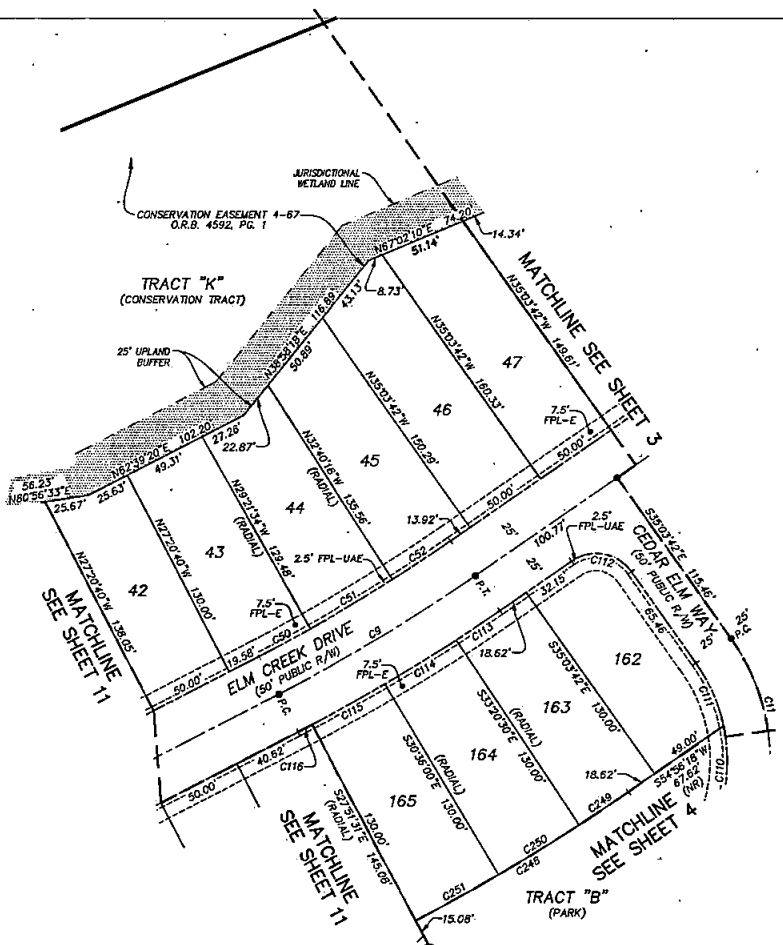 JURISDICTIONAL
WETLAND LINE
CONSERVATION EASEMENT 4-67
O.R.B. 4592, PG. 1
N67°02'10"E 74.20'
51.14'
14.34'
8.73'
TRACT "K"
(CONSERVATION TRACT)
N38°58'18"E 116.89'
43.13'
50.89'
MATCHLINE SEE SHEET 3
N35°03'42"W 149.61'
25' UPLAND
BUFFER
47
N35°03'42"W 160.33'
46
7.5'
FPL-E
N62°39'20"E 102.20'
27.26'
22.87'
49.31'
25.63'
56.23'
N80°56'33"E
25.67'
N35°03'42"W 150.29'
45
50.00'
50.00'
N32°40'16"W 135.56'
(RADIAL)
44
13.92'
N29°21'34"W 129.48'
(RADIAL)
43
2.5' FPL-UAE
C52
25'
25'
100.71'
2.5'
FPL-UAE
S35°03'42"E 115.46'
CEDAR ELM WAY
(50' PUBLIC R/W)
25'
25'
P.C.
N27°20'40"W 130.00'
42
N27°20'40"W 138.05'
MATCHLINE
SEE SHEET 11
7.5'
FPL-E
C51
C50
19.58'
50.00'
P.T.
C9
ELM CREEK DRIVE
(50' PUBLIC R/W)
P.C.
32.15'
C112
65.46'
C111
C11
C110
18.62'
C113
C114
7.5'
FPL-E
C115
C116
40.62'
50.00'
162
S35°03'42"E 130.00'
163
S33°20'30"E 130.00'
(RADIAL)
164
S30°36'00"E 130.00'
(RADIAL)
165
S27°51'31"E 145.08'
(RADIAL)
130.00'
49.00'
S54°56'18"W
67.62'
(NR)
18.62'
C249
C250
C248
C251
15.08'
MATCHLINE
SEE SHEET 4
MATCHLINE
SEE SHEET 11
TRACT "B"
(PARK)